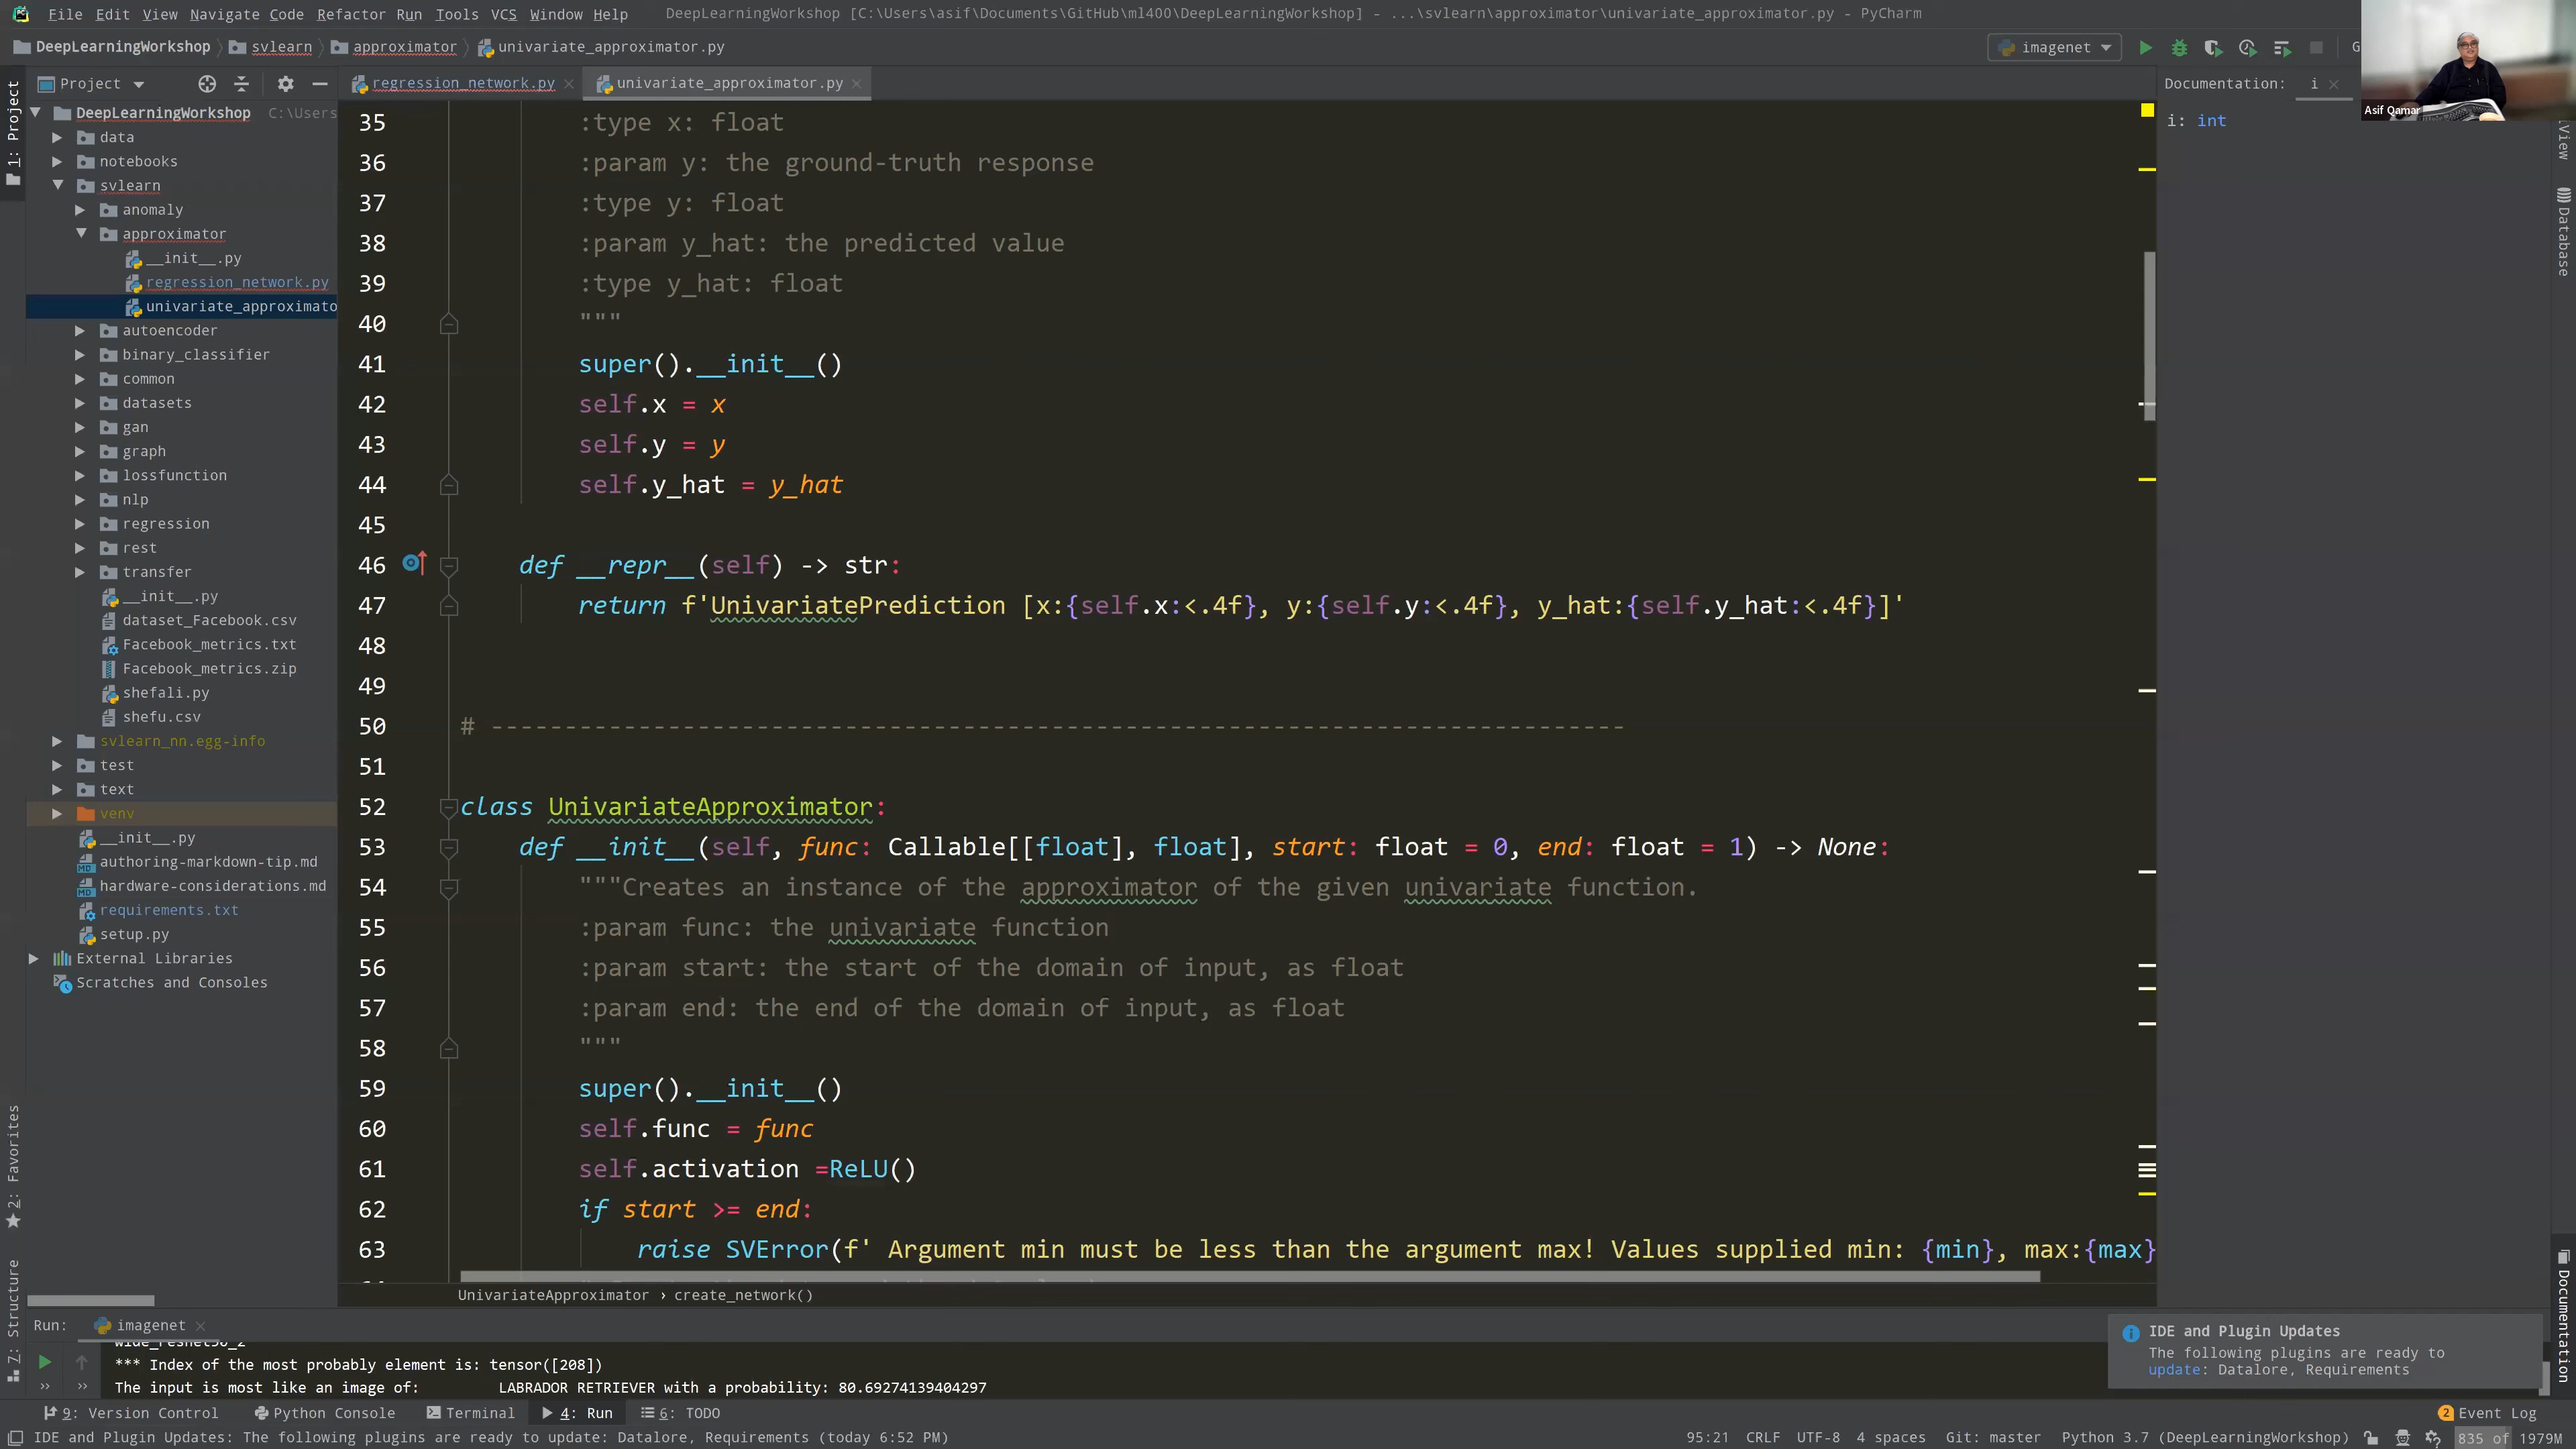 File Edit View Navigate Code Refactor Run Tools VCS Window Help DeepLearningWorkshop [C:\Users\asif\Documents\GitHub\ml400\DeepLearningWorkshop] - ...\svlearn\approximator\univariate_approximator.py - PyCharm
DeepLearningWorkshop svlearn approximator univariate_approximator.py imagenet
Project regression_network.py univariate_approximator.py Documentation: i
Asif Qamar
i: int
1: Project
DeepLearningWorkshop C:\Users
data
notebooks
svlearn
anomaly
approximator
__init__.py
regression_network.py
univariate_approximato
autoencoder
binary_classifier
common
datasets
gan
graph
lossfunction
nlp
regression
rest
transfer
__init__.py
dataset_Facebook.csv
Facebook_metrics.txt
Facebook_metrics.zip
shefali.py
shefu.csv
svlearn_nn.egg-info
test
text
venv
__init__.py
authoring-markdown-tip.md
hardware-considerations.md
requirements.txt
setup.py
External Libraries
Scratches and Consoles
2: Favorites
7: Structure
35 :type x: float
36 :param y: the ground-truth response
37 :type y: float
38 :param y_hat: the predicted value
39 :type y_hat: float
40 """
41 super().__init__()
42 self.x = x
43 self.y = y
44 self.y_hat = y_hat
45
46 def __repr__(self) -> str:
47 return f'UnivariatePrediction [x:{self.x:<.4f}, y:{self.y:<.4f}, y_hat:{self.y_hat:<.4f}]'
48
49
50 # -----------------------------------------------------------------------------
51
52 class UnivariateApproximator:
53 def __init__(self, func: Callable[[float], float], start: float = 0, end: float = 1) -> None:
54 """Creates an instance of the approximator of the given univariate function.
55 :param func: the univariate function
56 :param start: the start of the domain of input, as float
57 :param end: the end of the domain of input, as float
58 """
59 super().__init__()
60 self.func = func
61 self.activation =ReLU()
62 if start >= end:
63 raise SVError(f' Argument min must be less than the argument max! Values supplied min: {min}, max:{max}
UnivariateApproximator › create_network()
View
Database
Documentation
Run: imagenet
*** Index of the most probably element is: tensor([208])
The input is most like an image of: LABRADOR RETRIEVER with a probability: 80.69274139404297
IDE and Plugin Updates
The following plugins are ready to
update: Datalore, Requirements
9: Version Control Python Console Terminal 4: Run 6: TODO 2 Event Log
IDE and Plugin Updates: The following plugins are ready to update: Datalore, Requirements (today 6:52 PM) 95:21 CRLF UTF-8 4 spaces Git: master Python 3.7 (DeepLearningWorkshop) 835 of 1979M